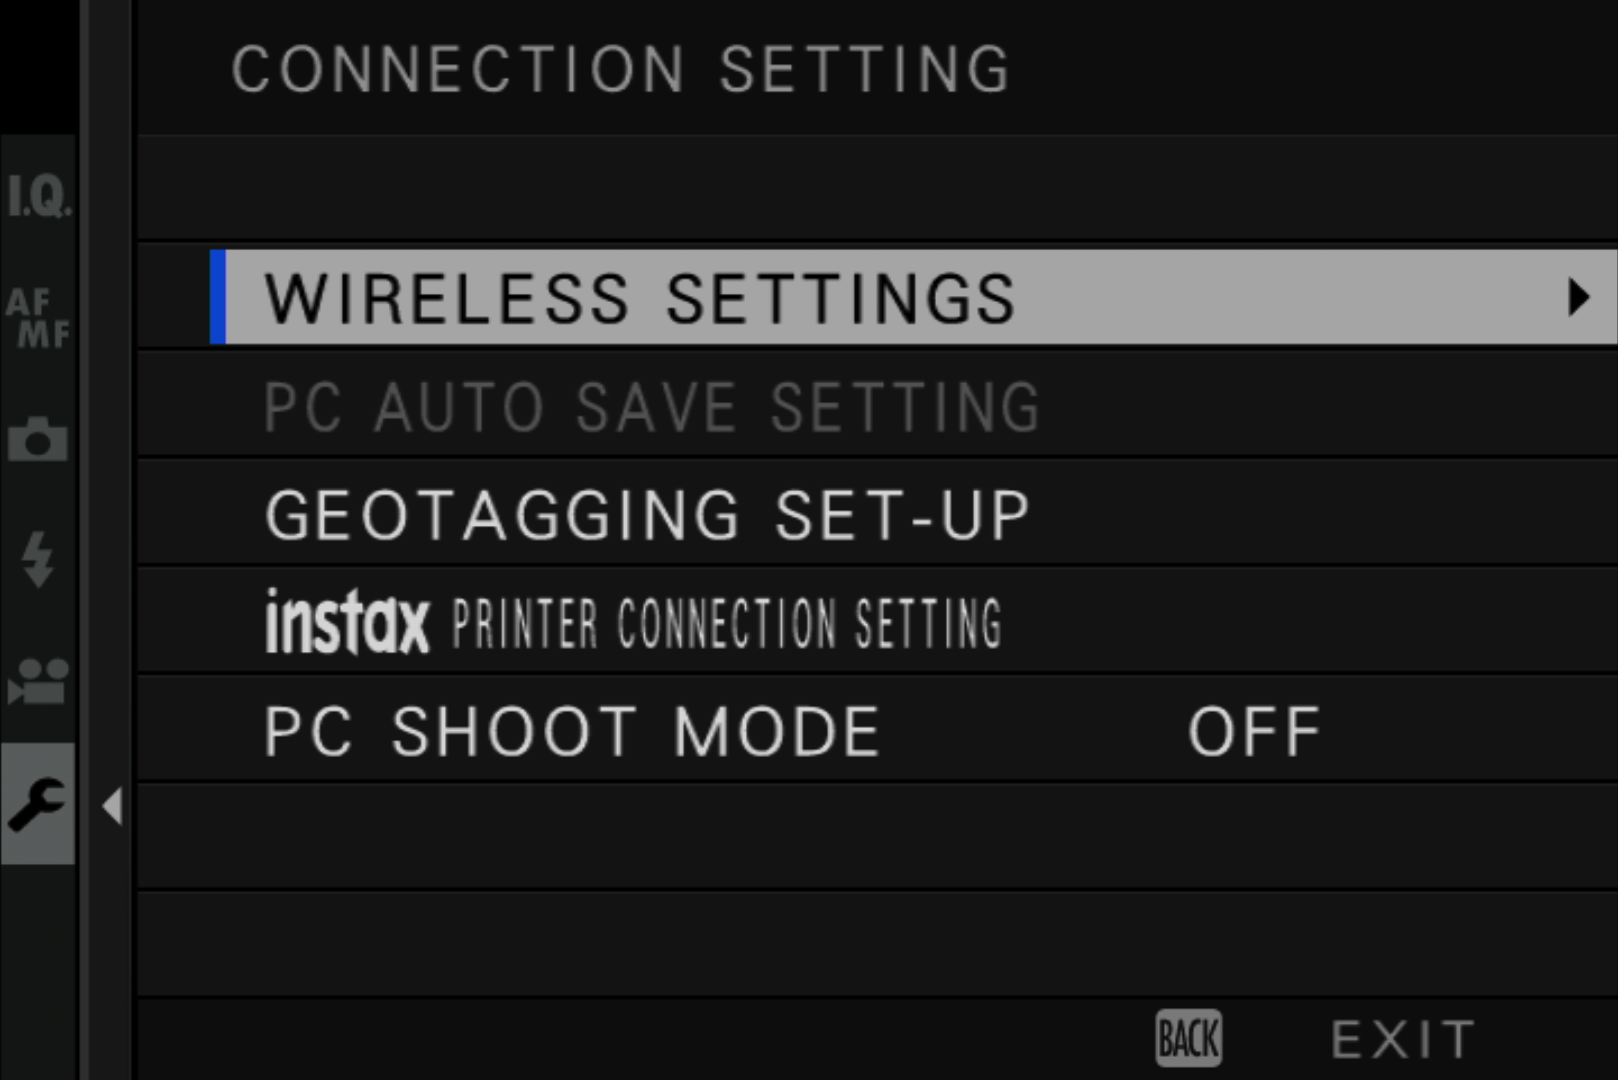 CONNECTION SETTING
I.Q.
WIRELESS SETTINGS
AF
MF
PC AUTO SAVE SETTING
GEOTAGGING SET-UP
instax PRINTER CONNECTION SETTING
PC SHOOT MODE OFF
BACK EXIT